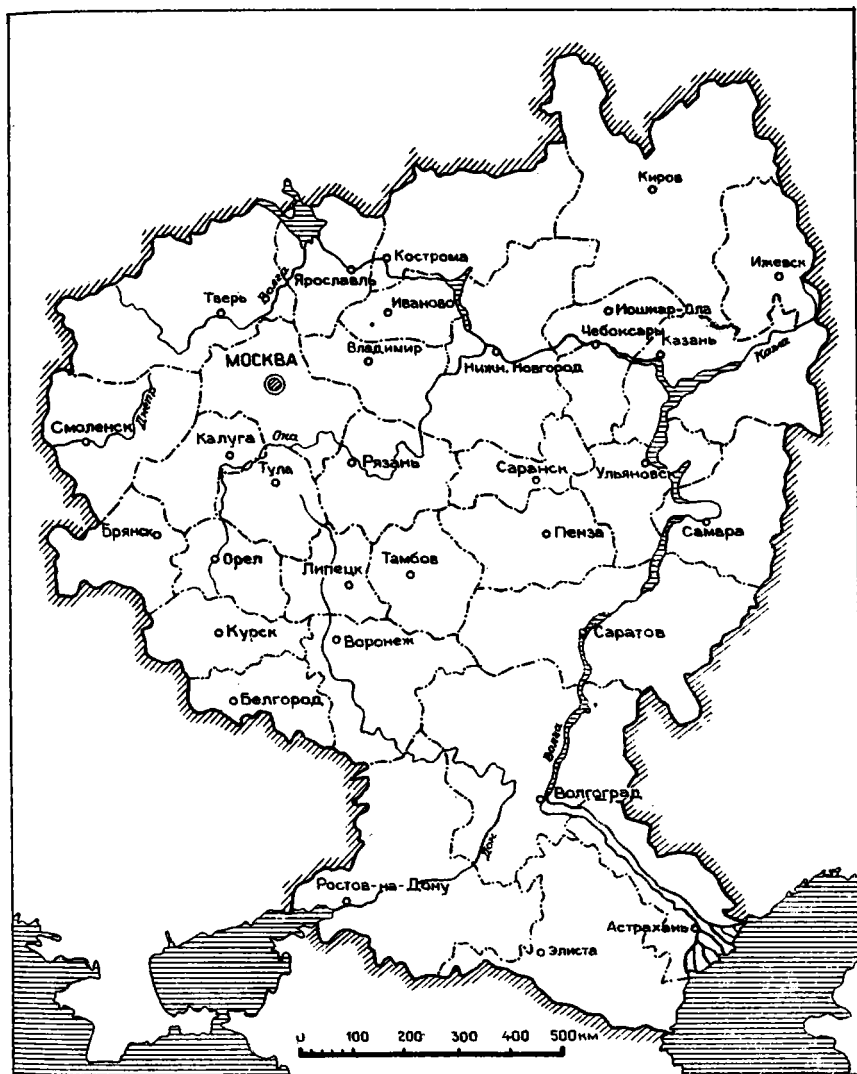 Киров
Кострома
Ярославль
Ижевск
Волга
Иваново
Тверь
Йошкар-Ола
Чебоксары
Казань
Кама
Владимир
Нижн. Новгород
МОСКВА
Днепр
Смоленск
Калуга
Ока
Рязань
Тула
Саранск
Ульяновск
Брянск
Пенза
Самара
Орел
Липецк
Тамбов
Курск
Воронеж
Саратов
Белгород
Волга
Волгоград
Дон
Ростов-на-Дону
Астрахань
Элиста
0 100 200 300 400 500 км